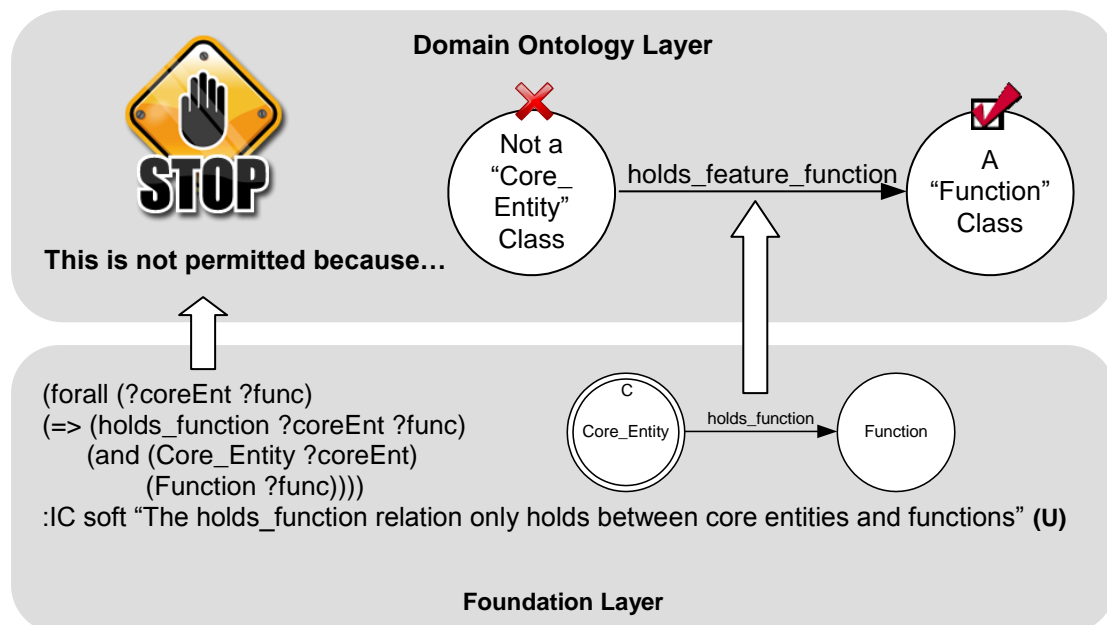 Domain Ontology Layer
STOP
This is not permitted because…
Not a
“Core_
Entity”
Class
holds_feature_function
A
“Function”
Class
(forall (?coreEnt ?func)
(=> (holds_function ?coreEnt ?func)
(and (Core_Entity ?coreEnt)
(Function ?func))))
:IC soft “The holds_function relation only holds between core entities and functions” (U)
C
Core_Entity
holds_function
Function
Foundation Layer